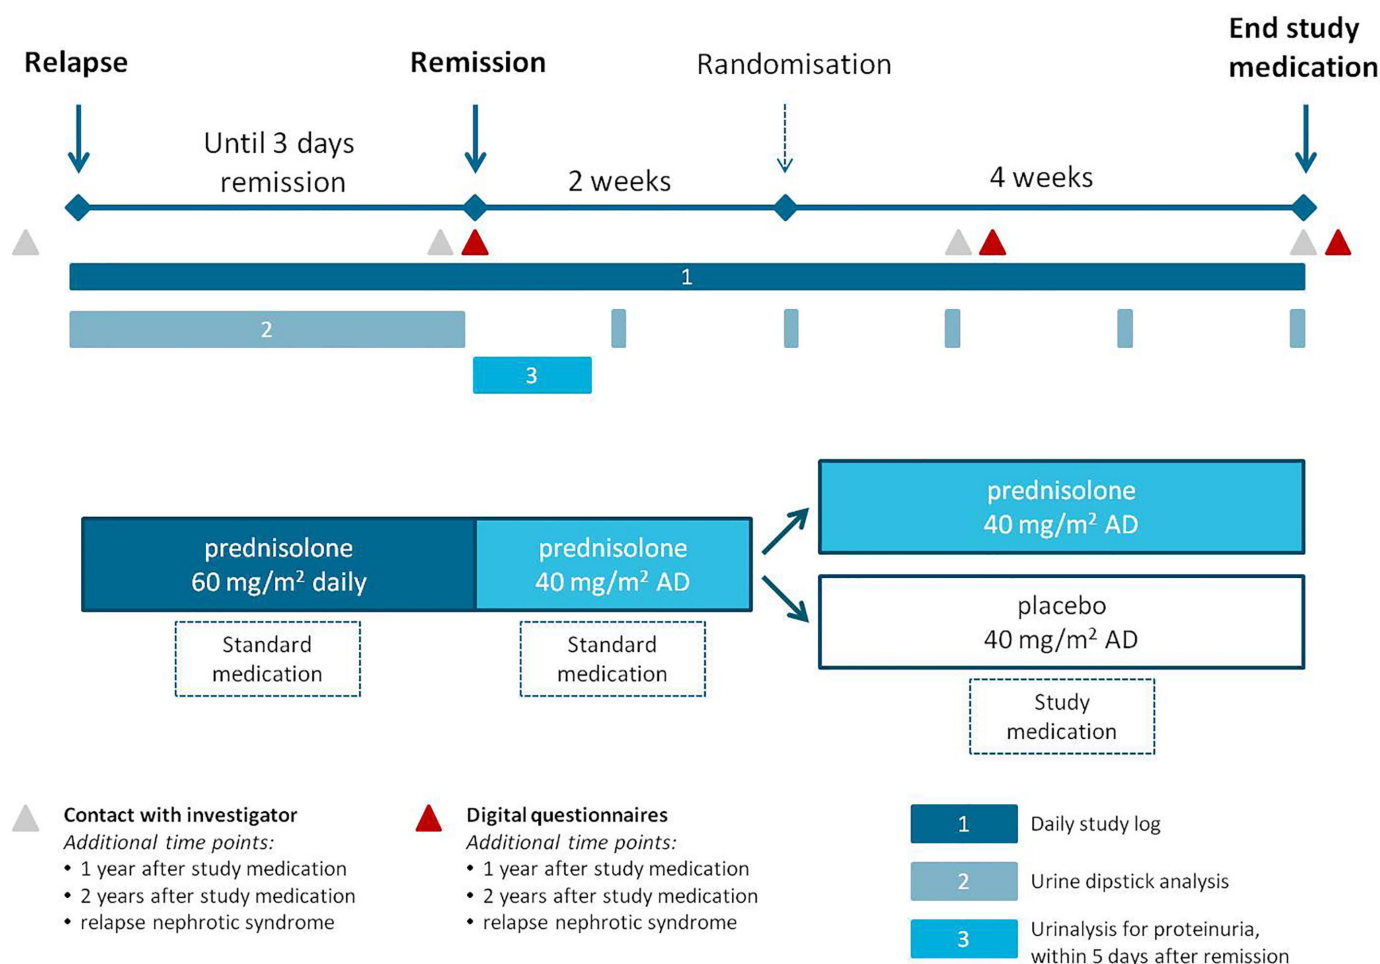 Relapse
Remission
Randomisation
End study
medication
Until 3 days
remission
2 weeks
4 weeks
1
2
3
prednisolone
60 mg/m² daily
prednisolone
40 mg/m² AD
prednisolone
40 mg/m² AD
placebo
40 mg/m² AD
Standard
medication
Standard
medication
Study
medication
Contact with investigator
Additional time points:
• 1 year after study medication
• 2 years after study medication
• relapse nephrotic syndrome
Digital questionnaires
Additional time points:
• 1 year after study medication
• 2 years after study medication
• relapse nephrotic syndrome
1 Daily study log
2 Urine dipstick analysis
3 Urinalysis for proteinuria,
within 5 days after remission